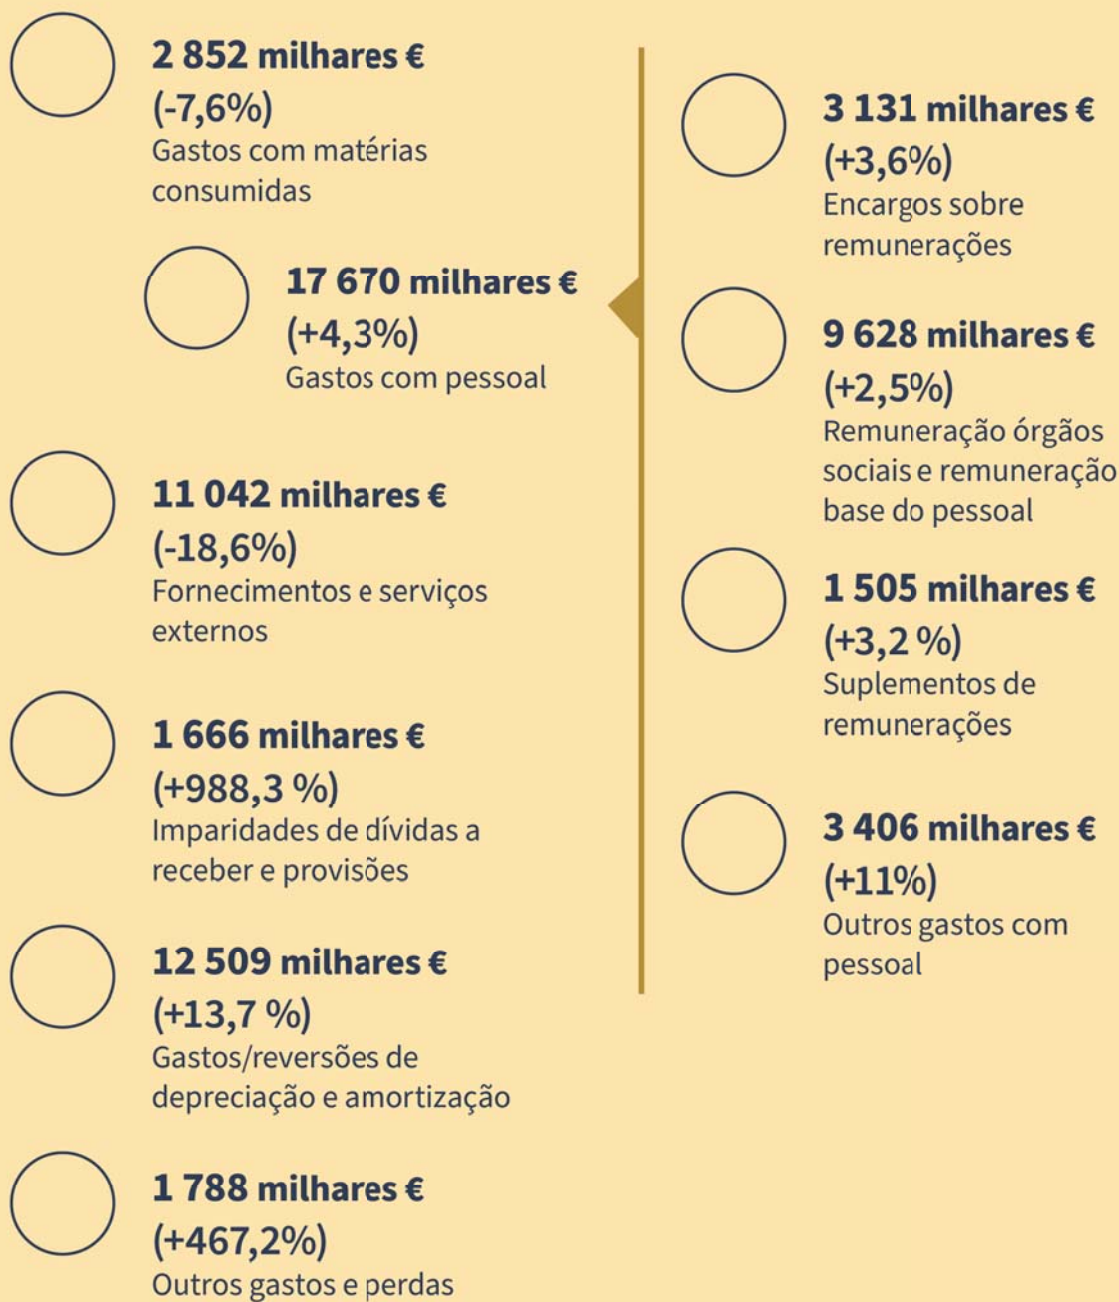 2 852 milhares €
(-7,6%)
Gastos com matérias
consumidas
17 670 milhares €
(+4,3%)
Gastos com pessoal
11 042 milhares €
(-18,6%)
Fornecimentos e serviços
externos
1 666 milhares €
(+988,3 %)
Imparidades de dívidas a
receber e provisões
12 509 milhares €
(+13,7 %)
Gastos/reversões de
depreciação e amortização
1 788 milhares €
(+467,2%)
Outros gastos e perdas
3 131 milhares €
(+3,6%)
Encargos sobre
remunerações
9 628 milhares €
(+2,5%)
Remuneração órgãos
sociais e remuneração
base do pessoal
1 505 milhares €
(+3,2 %)
Suplementos de
remunerações
3 406 milhares €
(+11%)
Outros gastos com
pessoal